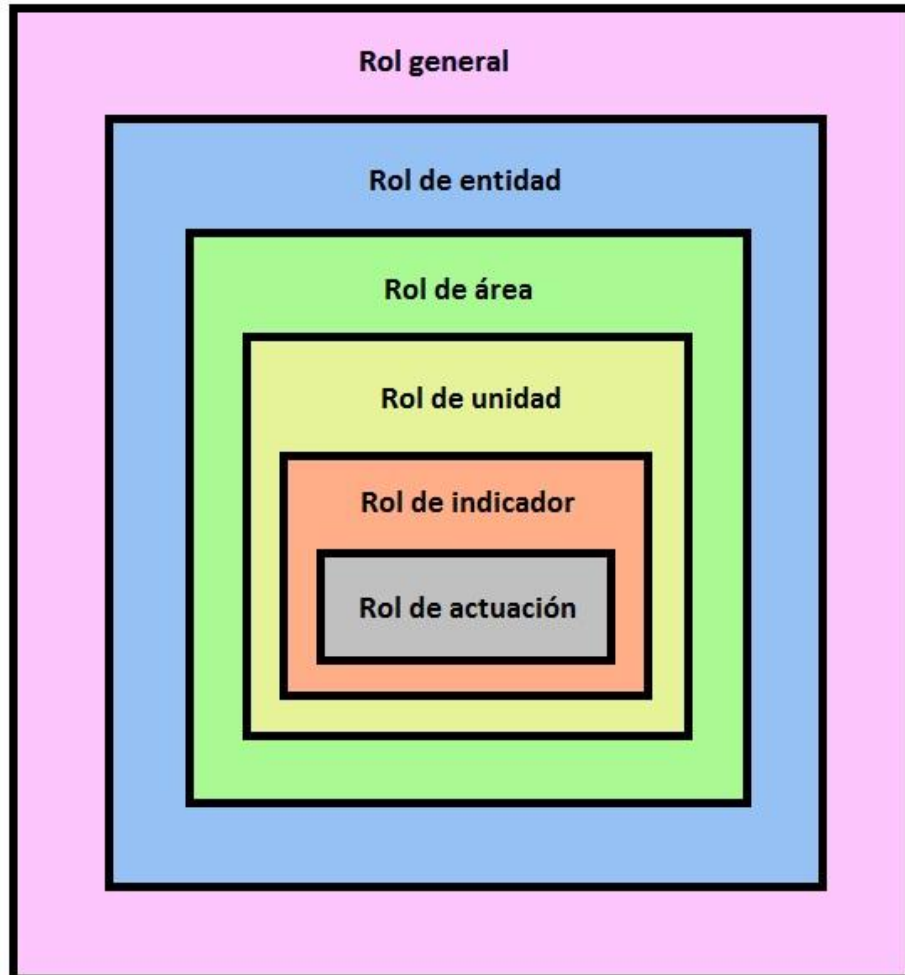 Rol general
Rol de entidad
Rol de área
Rol de unidad
Rol de indicador
Rol de actuación